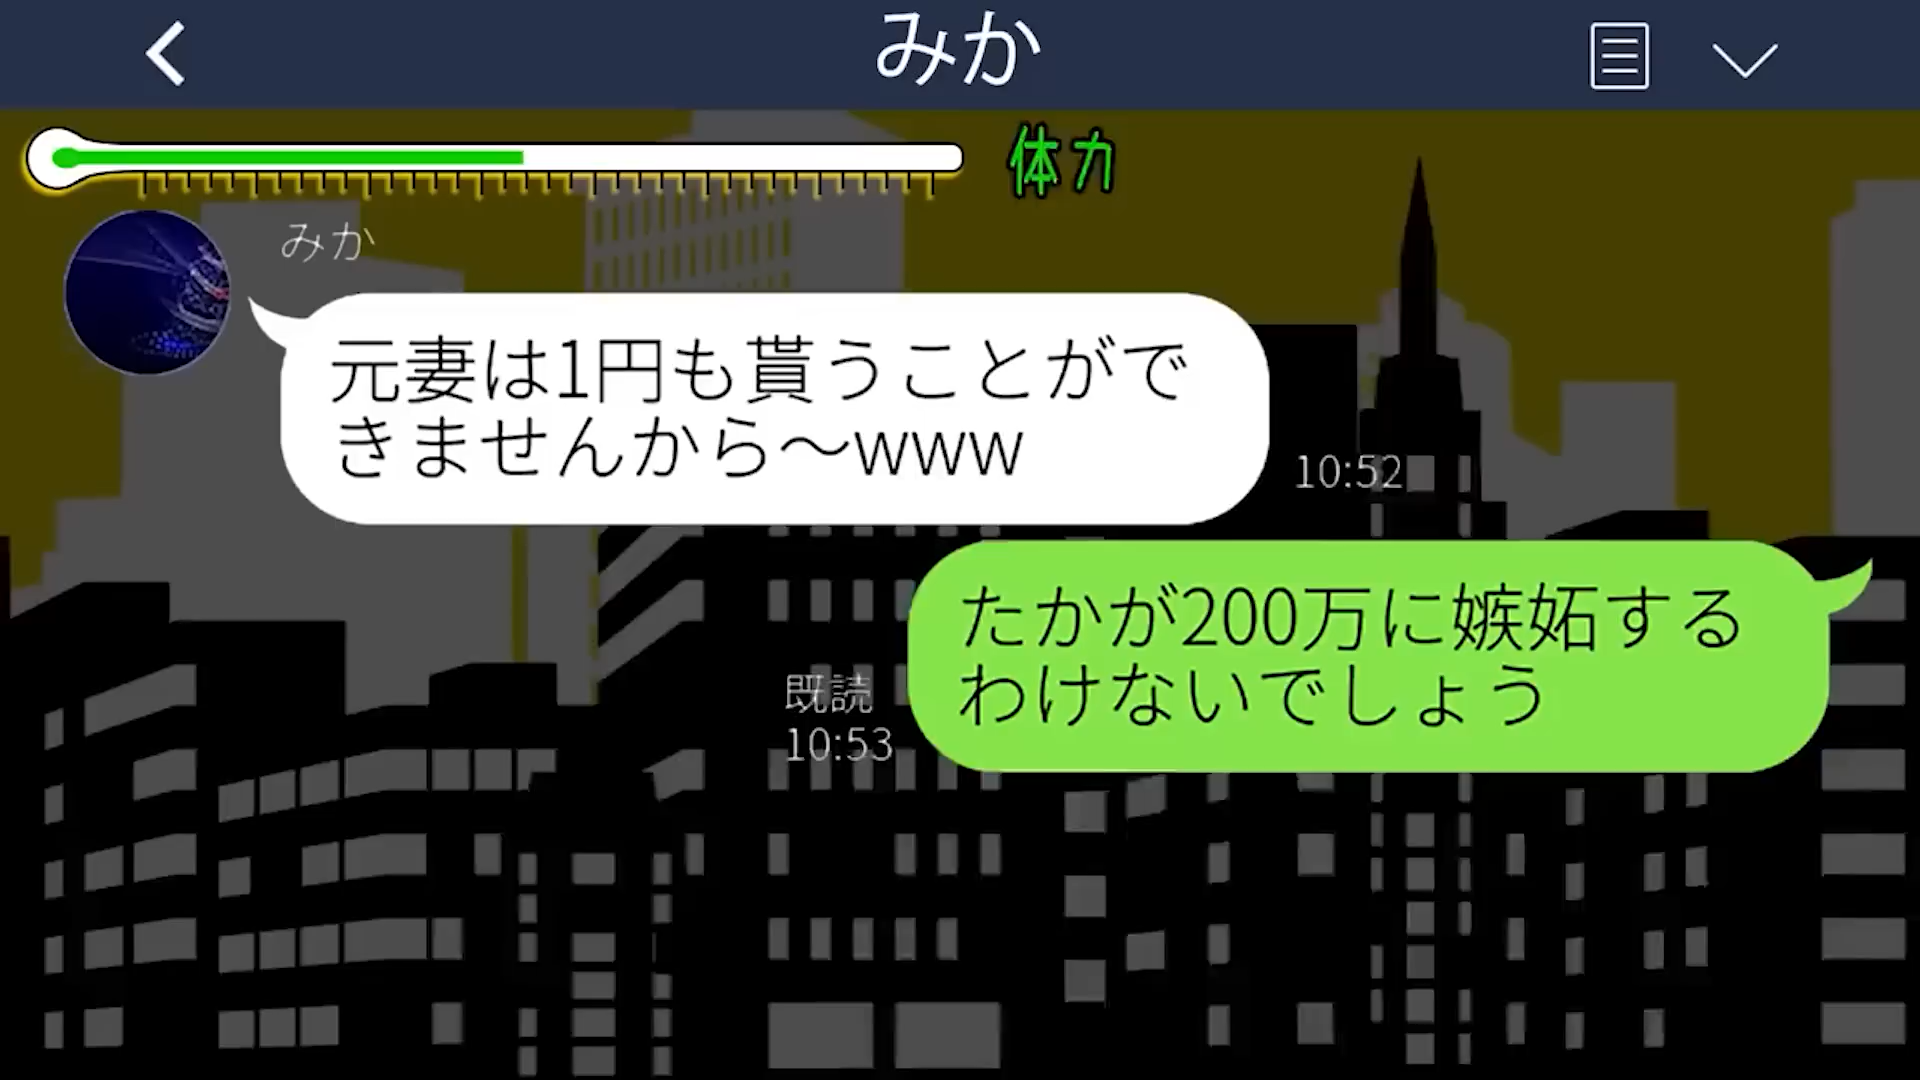 みか
体力
みか
元妻は1円も貰うことがで
きませんから～www
10:52
たかが200万に嫉妬する
わけないでしょう
既読
10:53